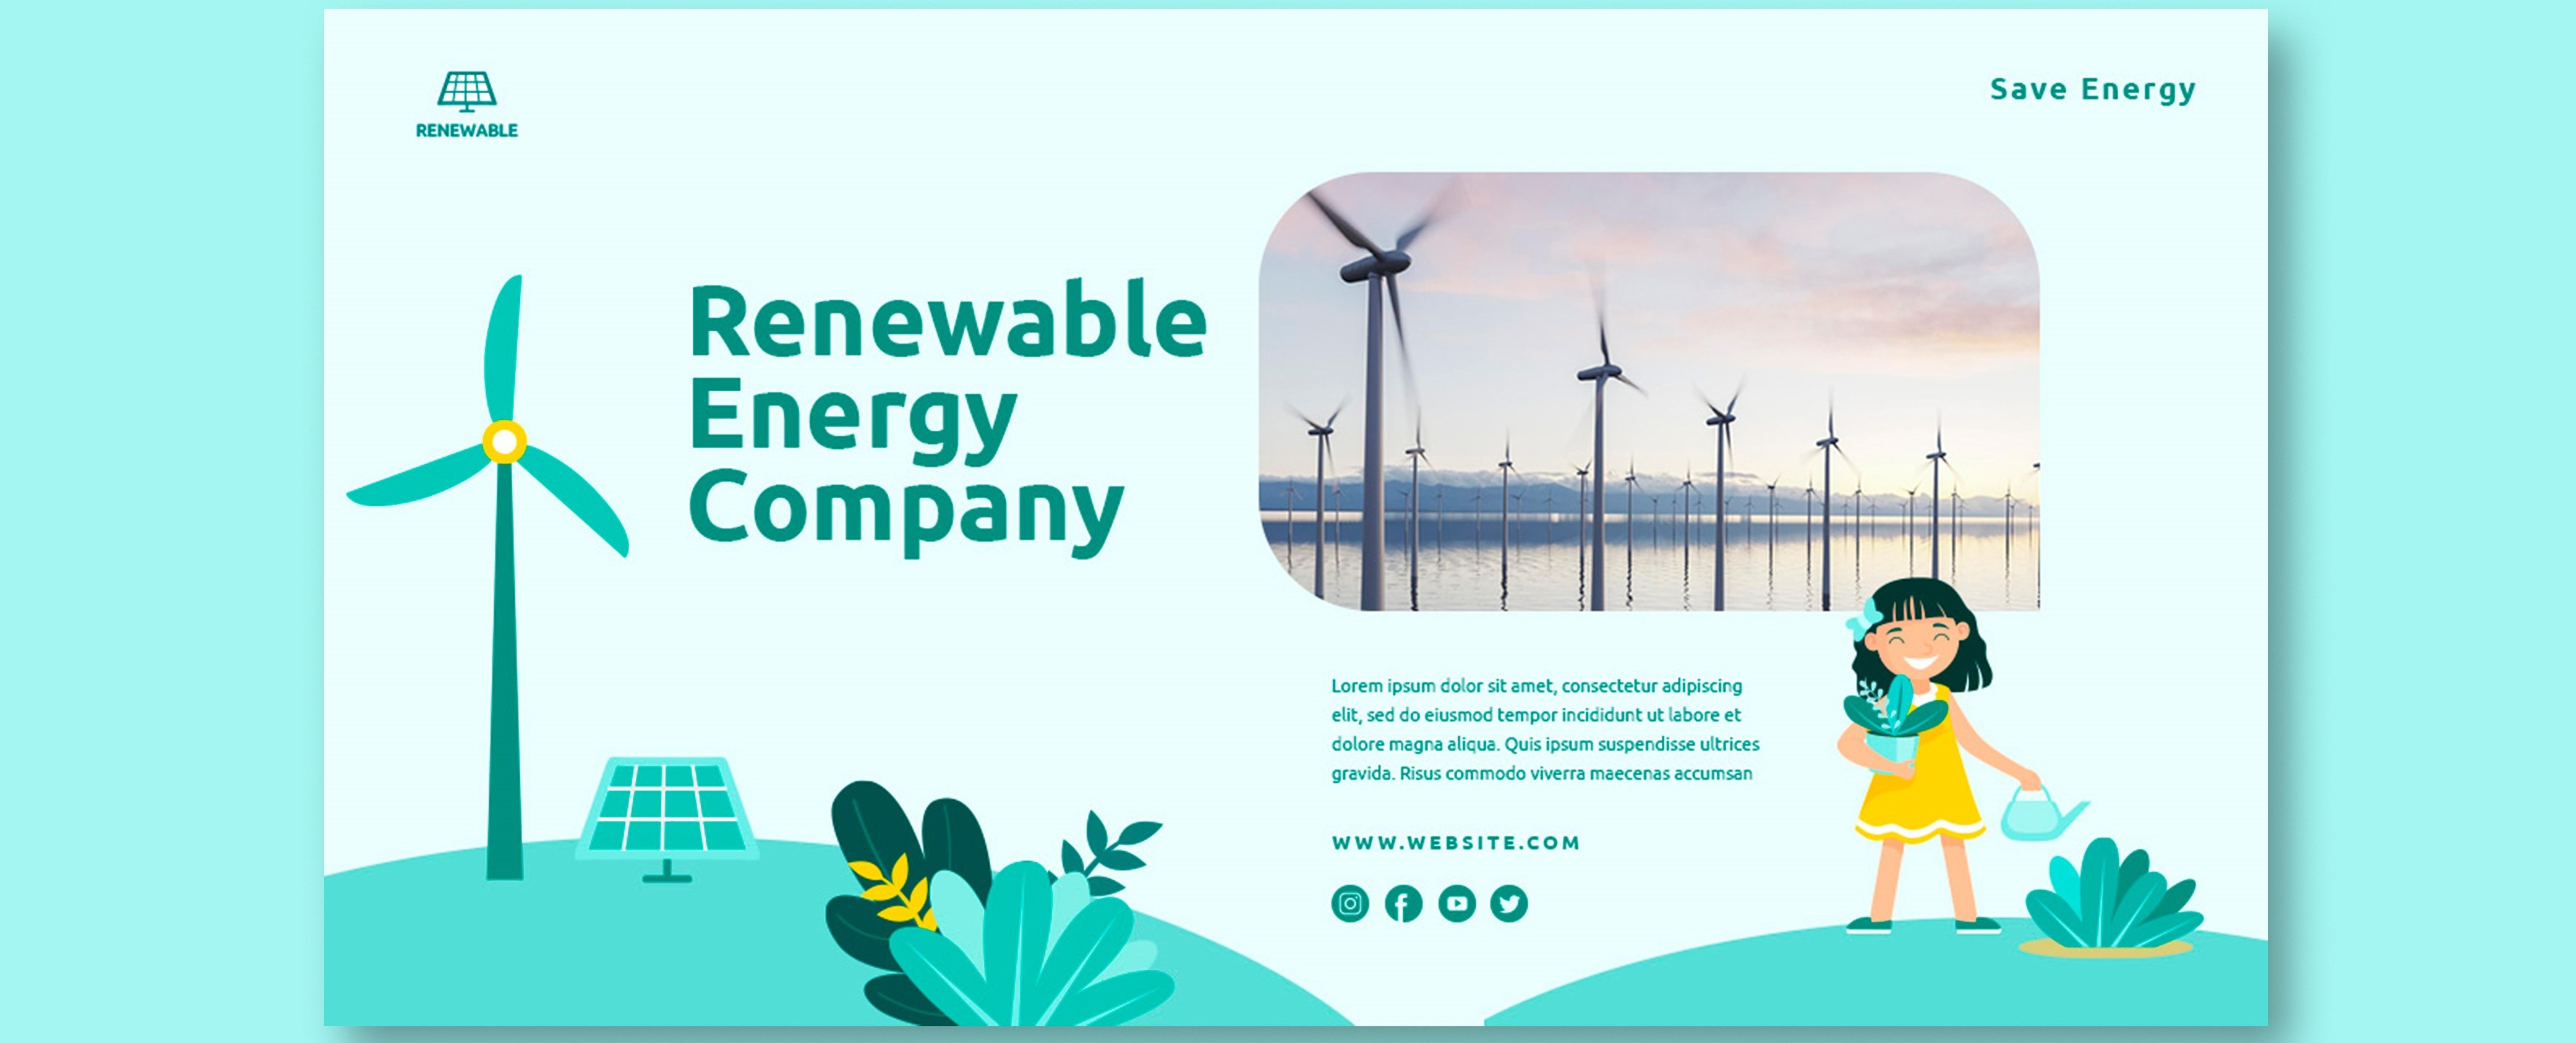 RENEWABLE
Save Energy
Renewable
Energy
Company
Lorem ipsum dolor sit amet, consectetur adipiscing
elit, sed do eiusmod tempor incididunt ut labore et
dolore magna aliqua. Quis ipsum suspendisse ultrices
gravida. Risus commodo viverra maecenas accumsan
WWW.WEBSITE.COM